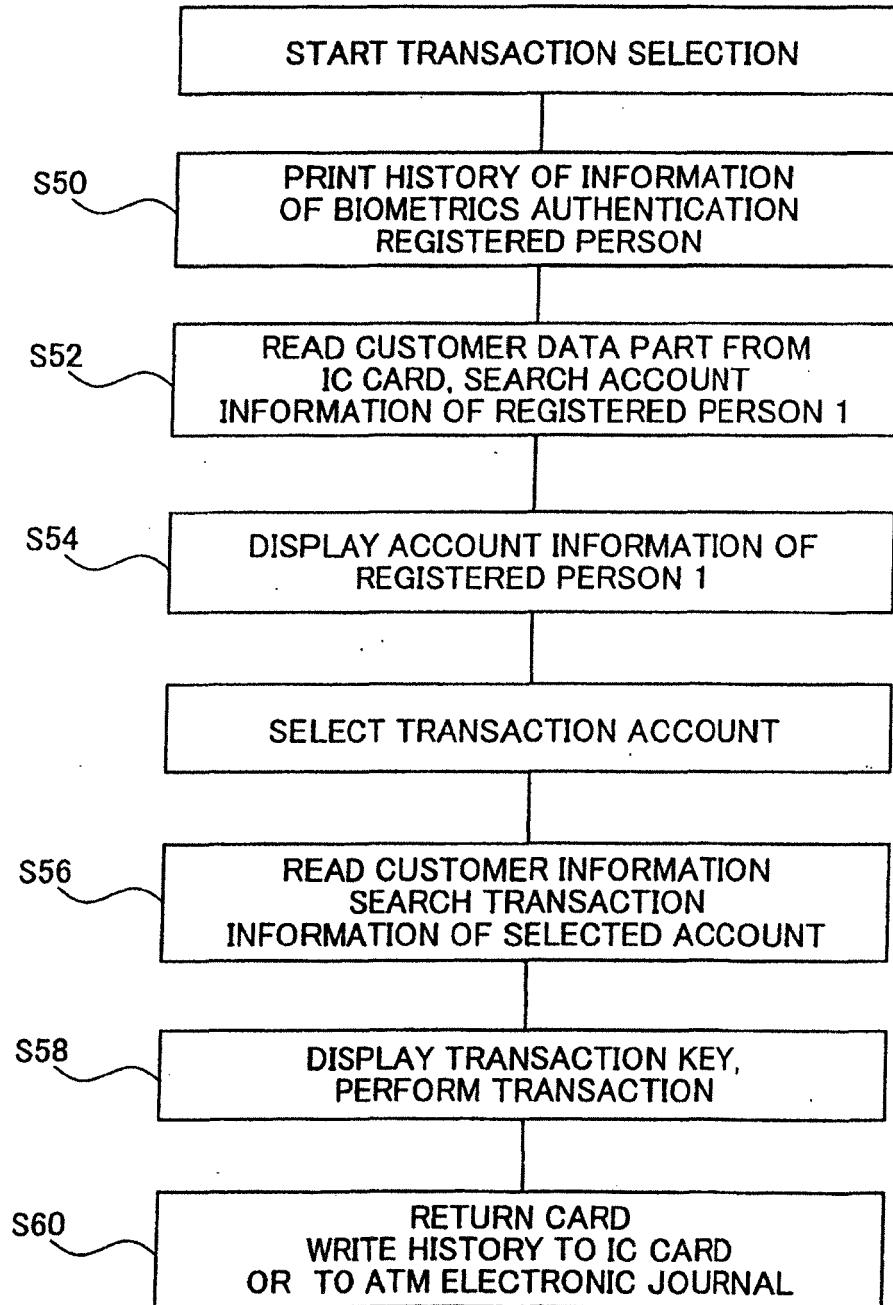 START TRANSACTION SELECTION
S50
PRINT HISTORY OF INFORMATION
OF BIOMETRICS AUTHENTICATION
REGISTERED PERSON
S52
READ CUSTOMER DATA PART FROM
IC CARD, SEARCH ACCOUNT
INFORMATION OF REGISTERED PERSON 1
S54
DISPLAY ACCOUNT INFORMATION OF
REGISTERED PERSON 1
SELECT TRANSACTION ACCOUNT
S56
READ CUSTOMER INFORMATION
SEARCH TRANSACTION
INFORMATION OF SELECTED ACCOUNT
S58
DISPLAY TRANSACTION KEY,
PERFORM TRANSACTION
S60
RETURN CARD
WRITE HISTORY TO IC CARD
OR TO ATM ELECTRONIC JOURNAL